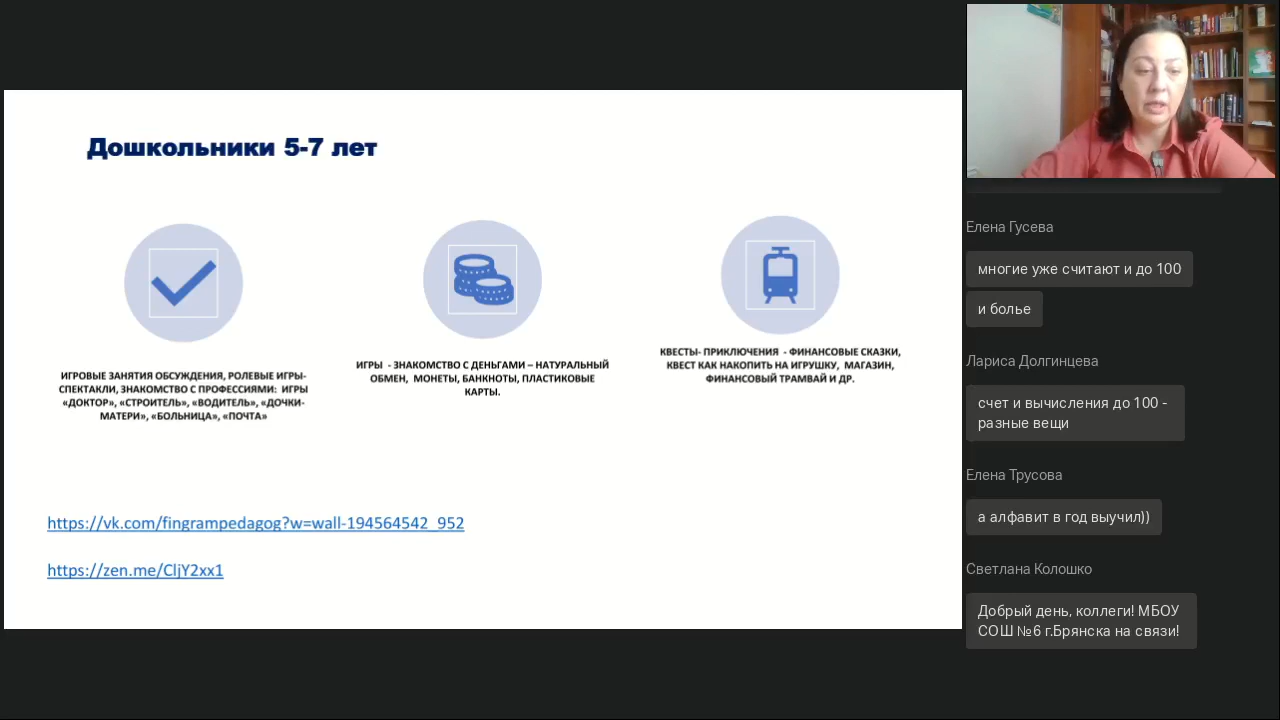 Дошкольники 5-7 лет
ИГРОВЫЕ ЗАНЯТИЯ ОБСУЖДЕНИЯ, РОЛЕВЫЕ ИГРЫ-
СПЕКТАКЛИ, ЗНАКОМСТВО С ПРОФЕССИЯМИ: ИГРЫ
«ДОКТОР», «СТРОИТЕЛЬ», «ВОДИТЕЛЬ», «ДОЧКИ-
МАТЕРИ», «БОЛЬНИЦА», «ПОЧТА»
ИГРЫ - ЗНАКОМСТВО С ДЕНЬГАМИ – НАТУРАЛЬНЫЙ
ОБМЕН, МОНЕТЫ, БАНКНОТЫ, ПЛАСТИКОВЫЕ
КАРТЫ.
КВЕСТЫ- ПРИКЛЮЧЕНИЯ - ФИНАНСОВЫЕ СКАЗКИ,
КВЕСТ КАК НАКОПИТЬ НА ИГРУШКУ, МАГАЗИН,
ФИНАНСОВЫЙ ТРАМВАЙ И ДР.
https://vk.com/fingrampedagog?w=wall-194564542_952
https://zen.me/CljY2xx1
Елена Гусева
многие уже считают и до 100
и болье
Лариса Долгинцева
счет и вычисления до 100 -
разные вещи
Елена Трусова
а алфавит в год выучил))
Светлана Колошко
Добрый день, коллеги! МБОУ
СОШ №6 г.Брянска на связи!